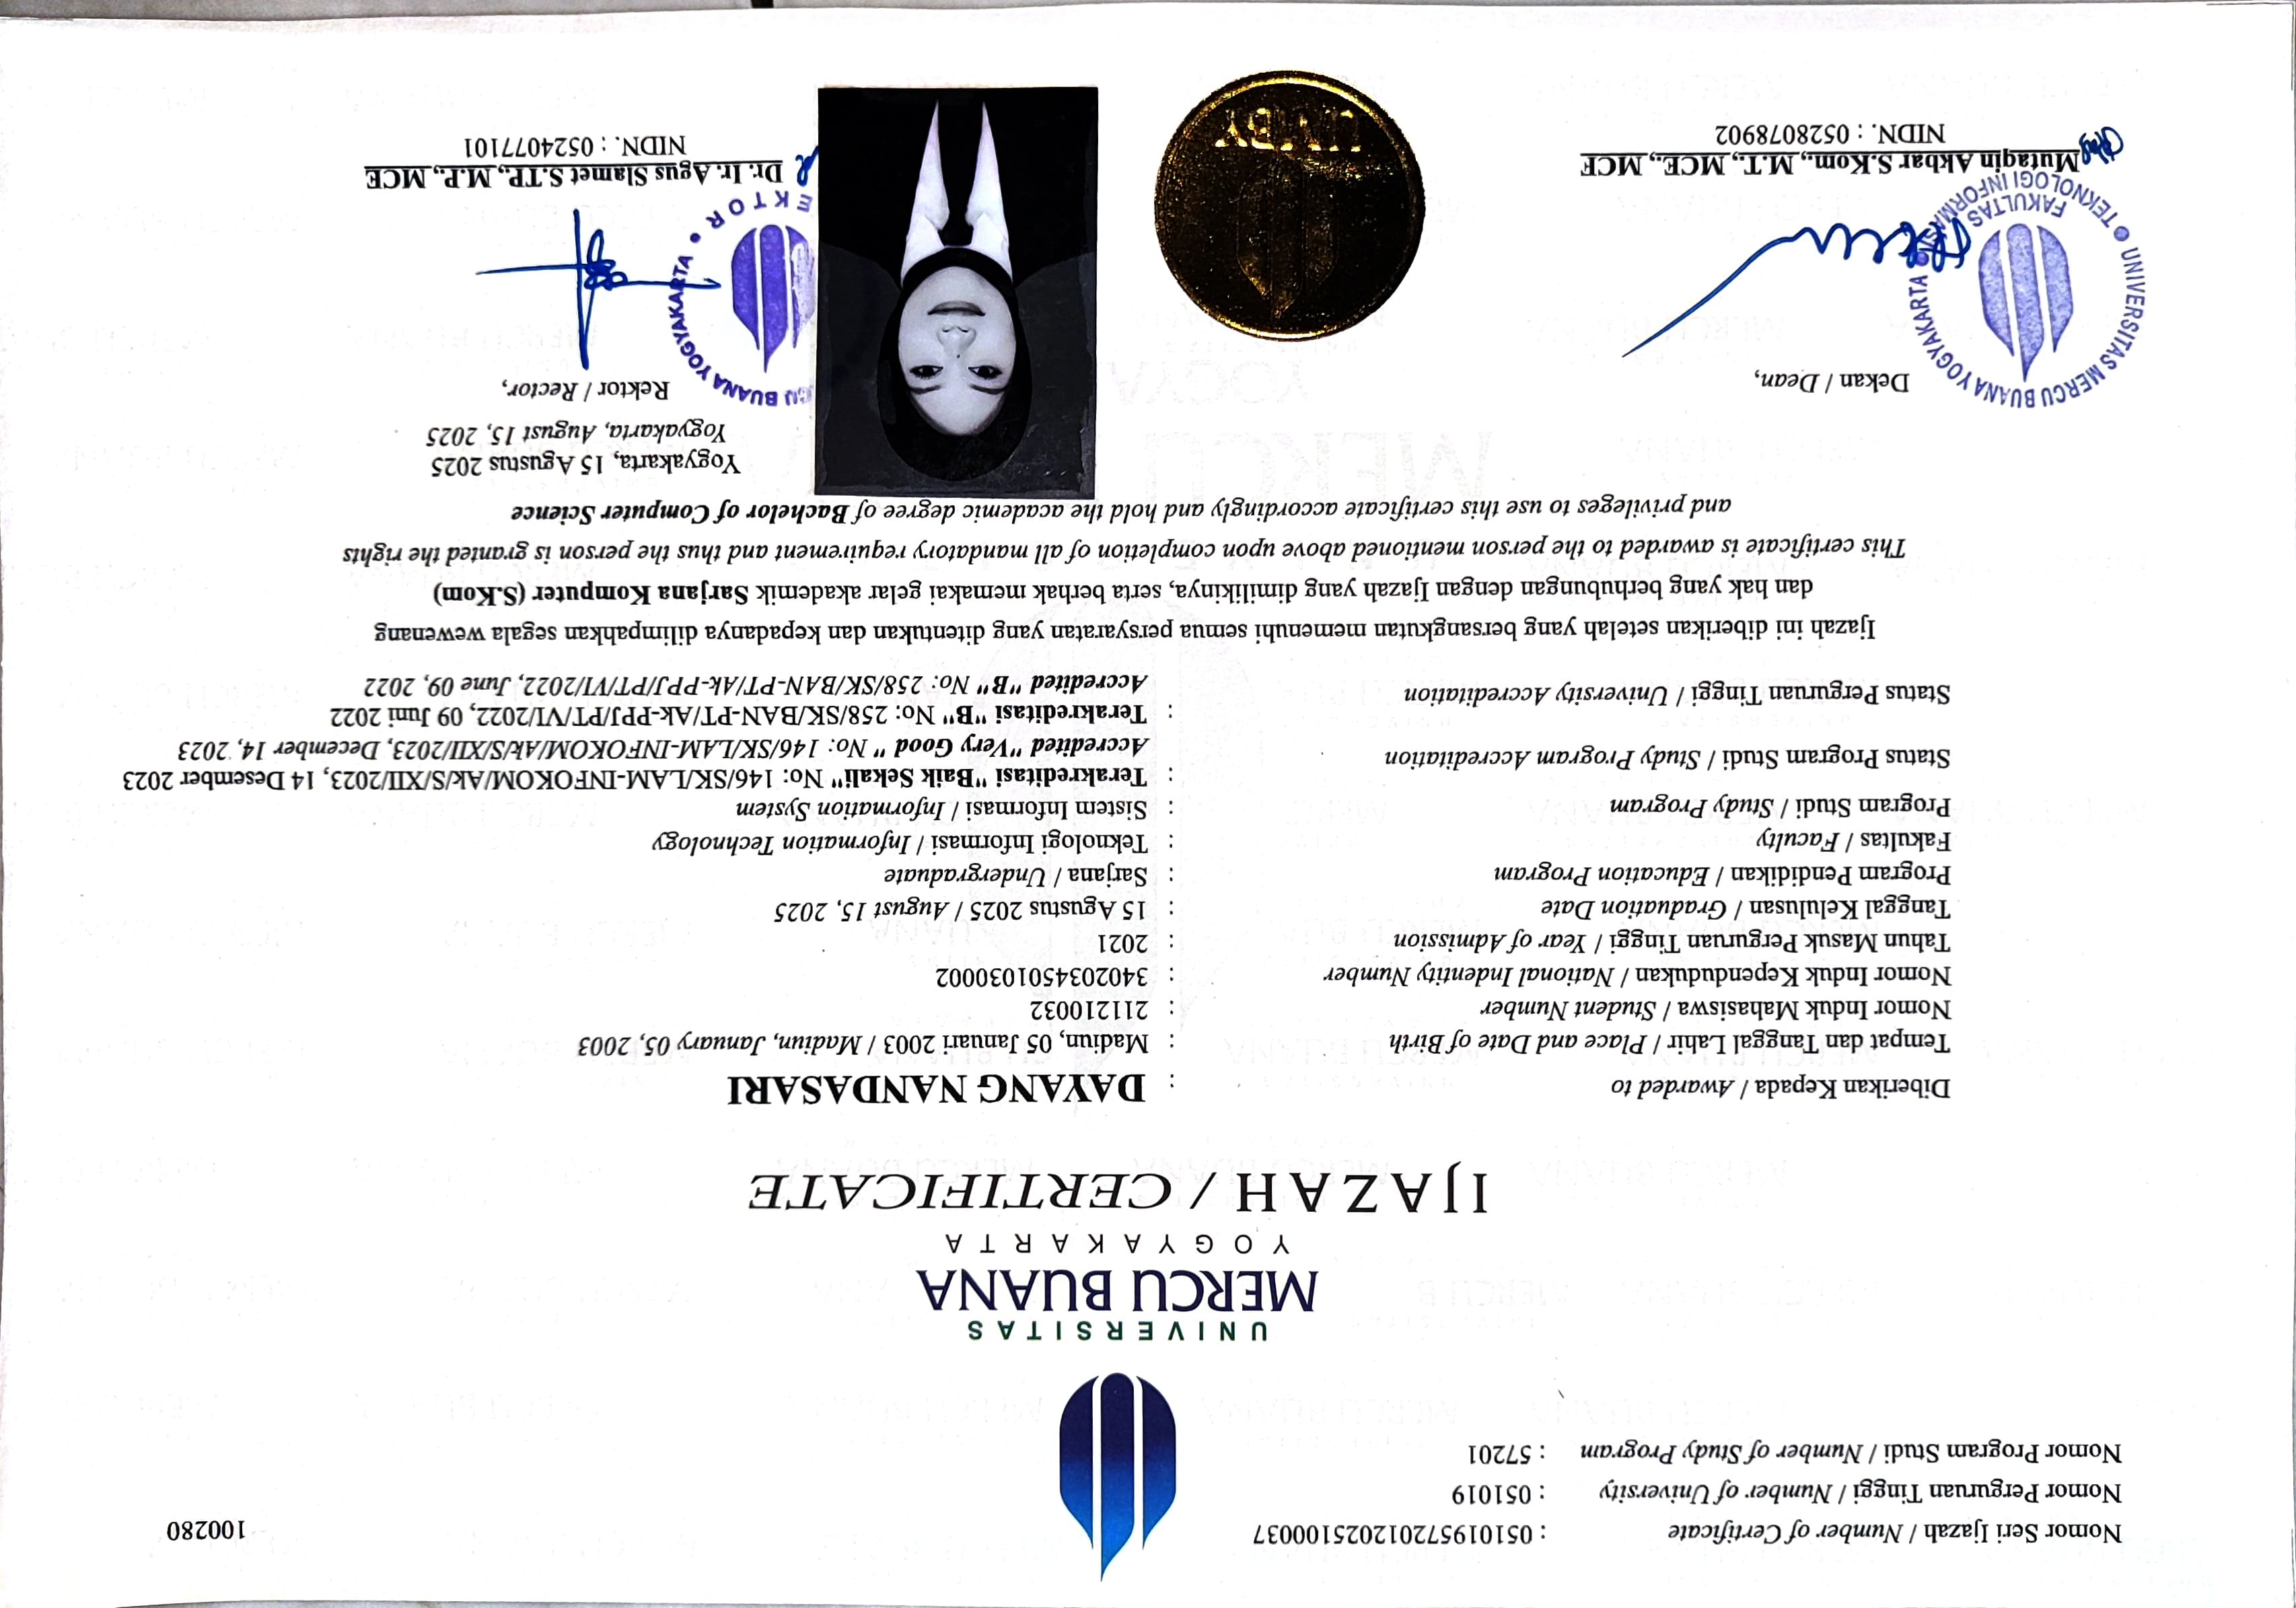 Nomor Seri Ijazah / Number of Certificate : 051019572012025100037
100280
Nomor Perguruan Tinggi / Number of University : 051019
Nomor Program Studi / Number of Study Program : 57201
UNIVERSITAS
MERCU BUANA
YOGYAKARTA
IJAZAH / CERTIFICATE
Diberikan Kepada / Awarded to : DAYANG NANDASARI
Tempat dan Tanggal Lahir / Place and Date of Birth : Madiun, 05 Januari 2003 / Madiun, January 05, 2003
Nomor Induk Mahasiswa / Student Number : 211210032
Nomor Induk Kependudukan / National Indentity Number : 3402034501030002
Tahun Masuk Perguruan Tinggi / Year of Admission : 2021
Tanggal Kelulusan / Graduation Date : 15 Agustus 2025 / August 15, 2025
Program Pendidikan / Education Program : Sarjana / Undergraduate
Fakultas / Faculty : Teknologi Informasi / Information Technology
Program Studi / Study Program : Sistem Informasi / Information System
Status Program Studi / Study Program Accreditation : Terakreditasi "Baik Sekali" No: 146/SK/LAM-INFOKOM/Ak/S/XII/2023, 14 Desember 2023
Accredited "Very Good " No: 146/SK/LAM-INFOKOM/Ak/S/XII/2023, December 14, 2023
Status Perguruan Tinggi / University Accreditation : Terakreditasi "B" No: 258/SK/BAN-PT/Ak-PPJ/PT/VI/2022, 09 Juni 2022
Accredited "B" No: 258/SK/BAN-PT/Ak-PPJ/PT/VI/2022, June 09, 2022
Ijazah ini diberikan setelah yang bersangkutan memenuhi semua persyaratan yang ditentukan dan kepadanya dilimpahkan segala wewenang
dan hak yang berhubungan dengan Ijazah yang dimilikinya, serta berhak memakai gelar akademik Sarjana Komputer (S.Kom)
This certificate is awarded to the person mentioned above upon completion of all mandatory requirement and thus the person is granted the rights
and privileges to use this certificate accordingly and hold the academic degree of Bachelor of Computer Science
Yogyakarta, 15 Agustus 2025
Yogyakarta, August 15, 2025
Dekan / Dean,
Rektor / Rector,
UNIVERSITAS MERCU BUANA YOGYAKARTA
FAKULTAS
TEKNOLOGI INFORMA
UMBY
CU BUANA YOGYAKARTA
EKTOR
Mutaqin Akbar S.Kom., M.T., MCE., MCF
NIDN. : 0528078902
Dr. Ir. Agus Slamet S.TP., M.P., MCE
NIDN. : 0524077101